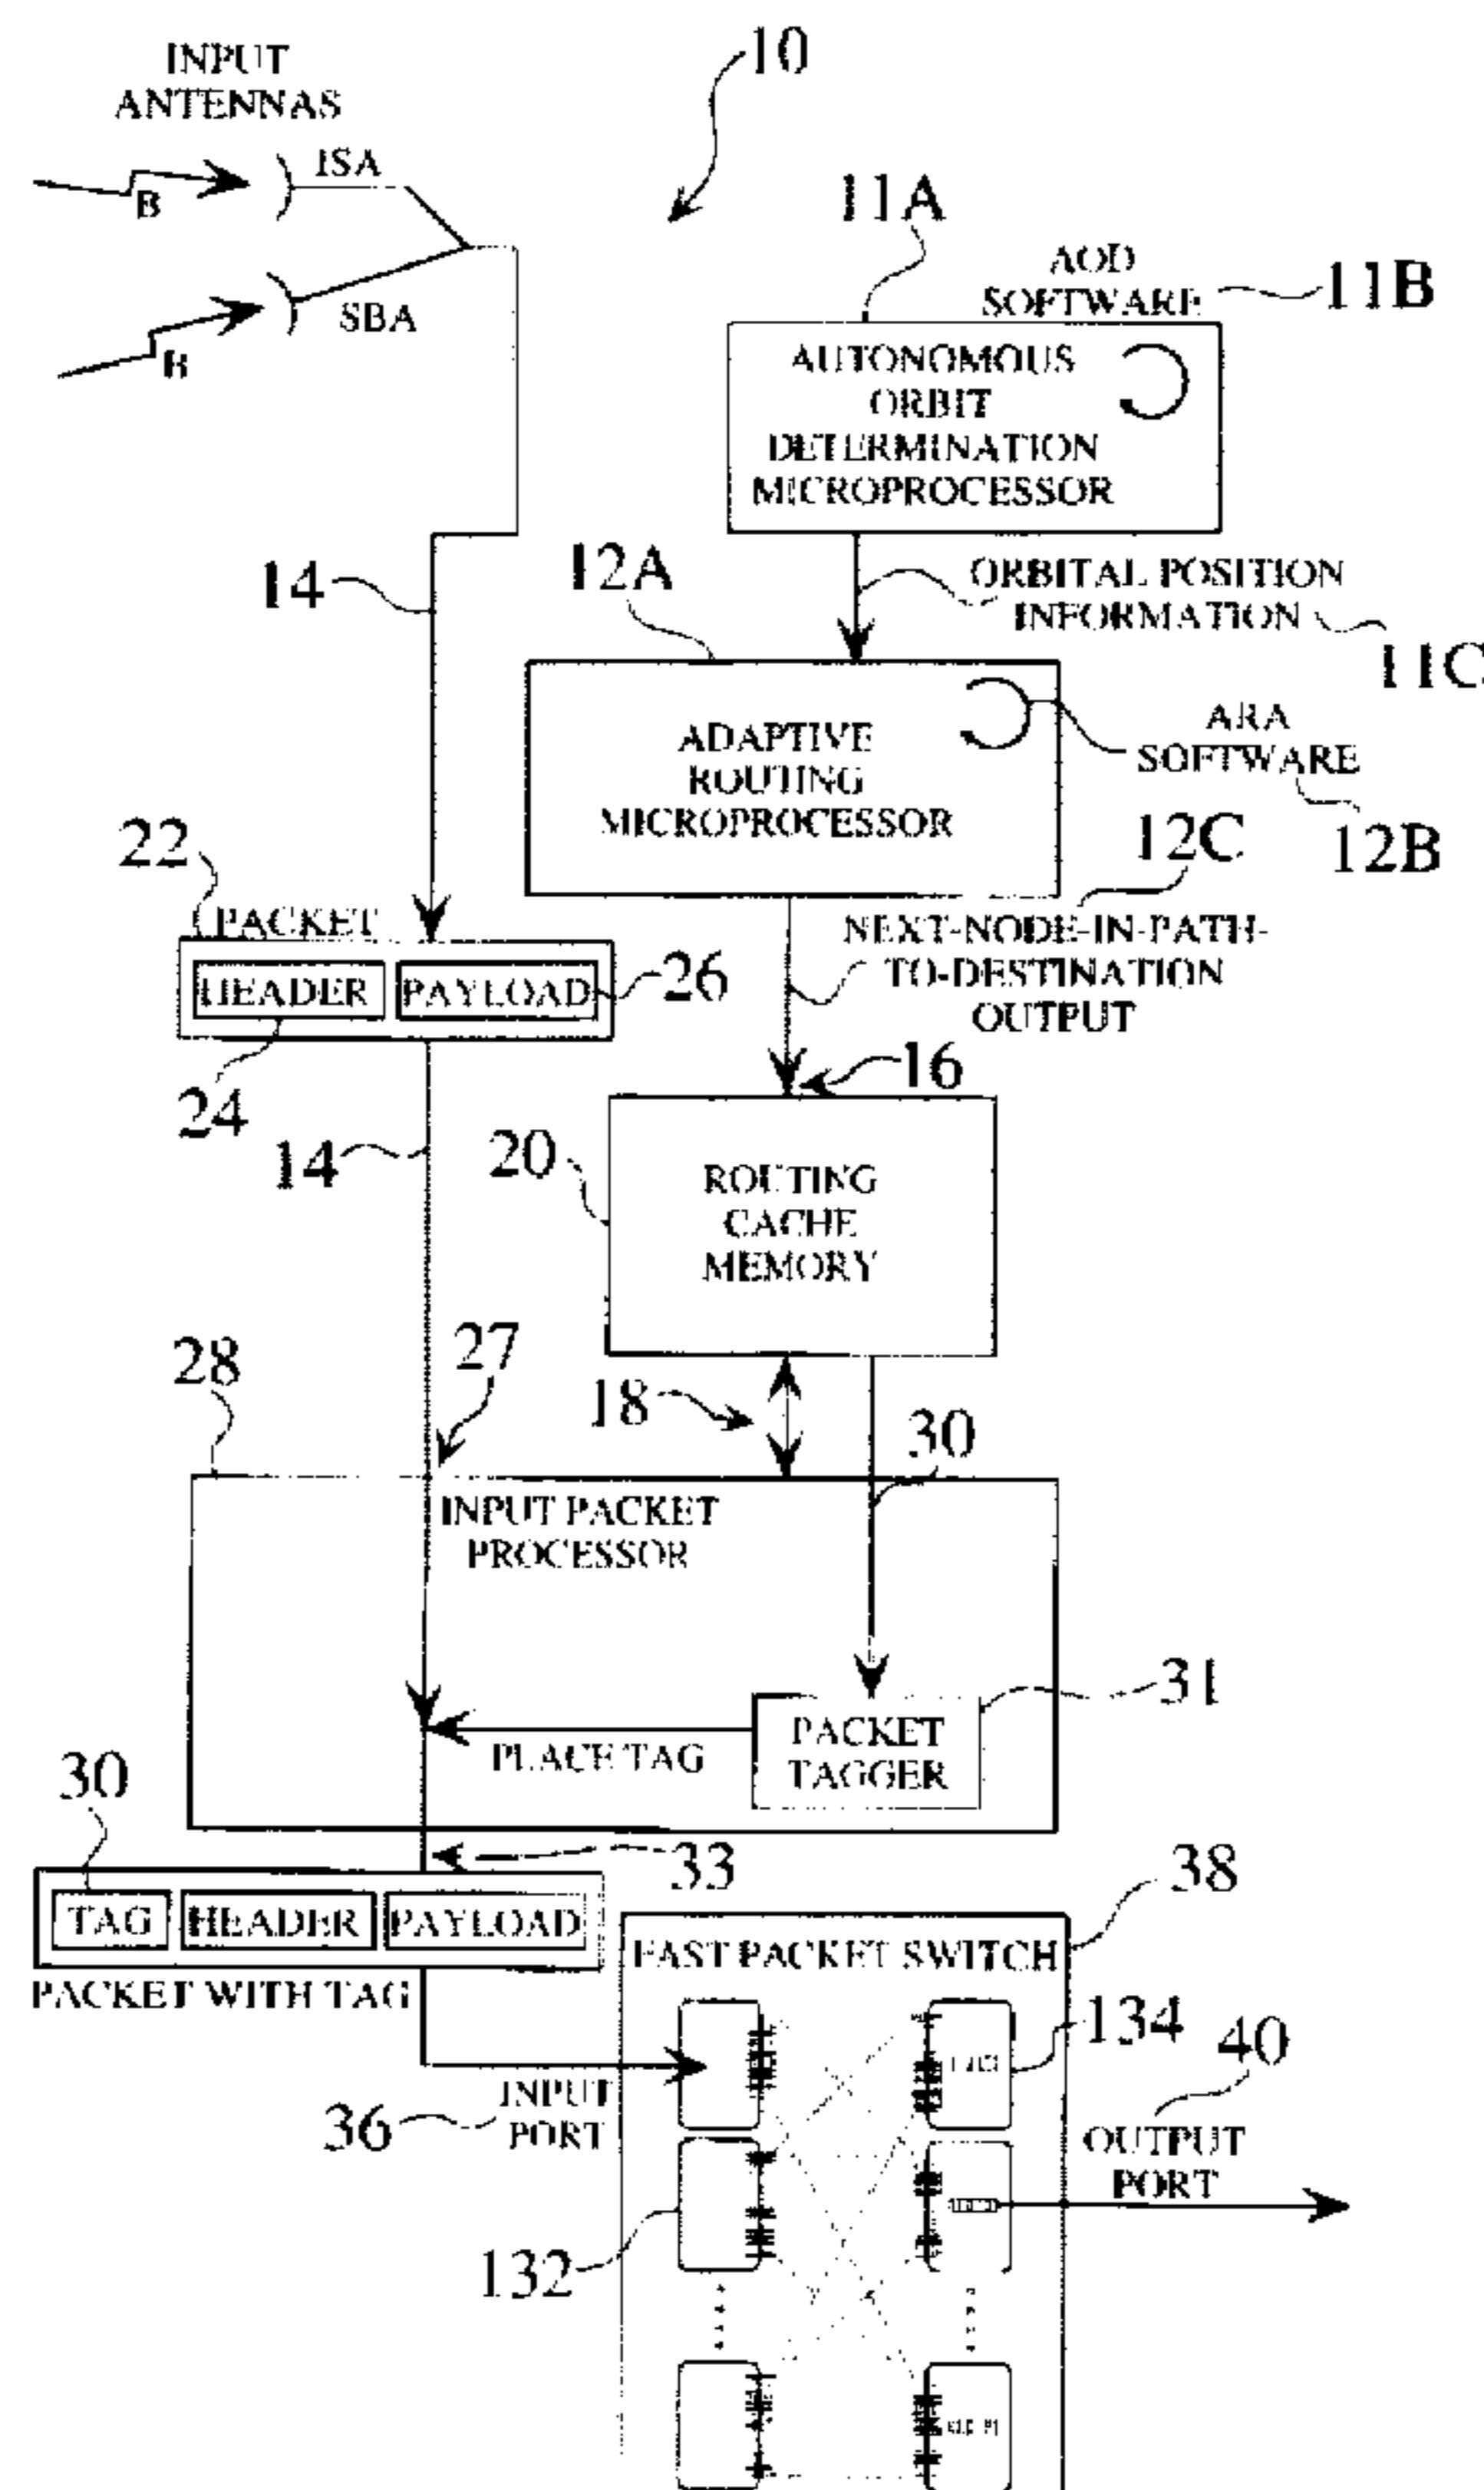 INPUT
ANTENNAS
10
ISA
B
SBA
B
11A
AOD
SOFTWARE
11B
AUTONOMOUS
ORBIT
DETERMINATION
MICROPROCESSOR
14
12A
ORBITAL POSITION
INFORMATION
11C
ADAPTIVE
ROUTING
MICROPROCESSOR
ARA
SOFTWARE
12B
12C
22
PACKET
HEADER
PAYLOAD
26
24
NEXT-NODE-IN-PATH-
TO-DESTINATION
OUTPUT
16
14
20
ROUTING
CACHE
MEMORY
28
27
18
30
INPUT PACKET
PROCESSOR
31
PACKET
TAGGER
PLACE TAG
30
33
TAG
HEADER
PAYLOAD
PACKET WITH TAG
38
FAST PACKET SWITCH
134
40
INPUT
PORT
36
OUTPUT
PORT
132